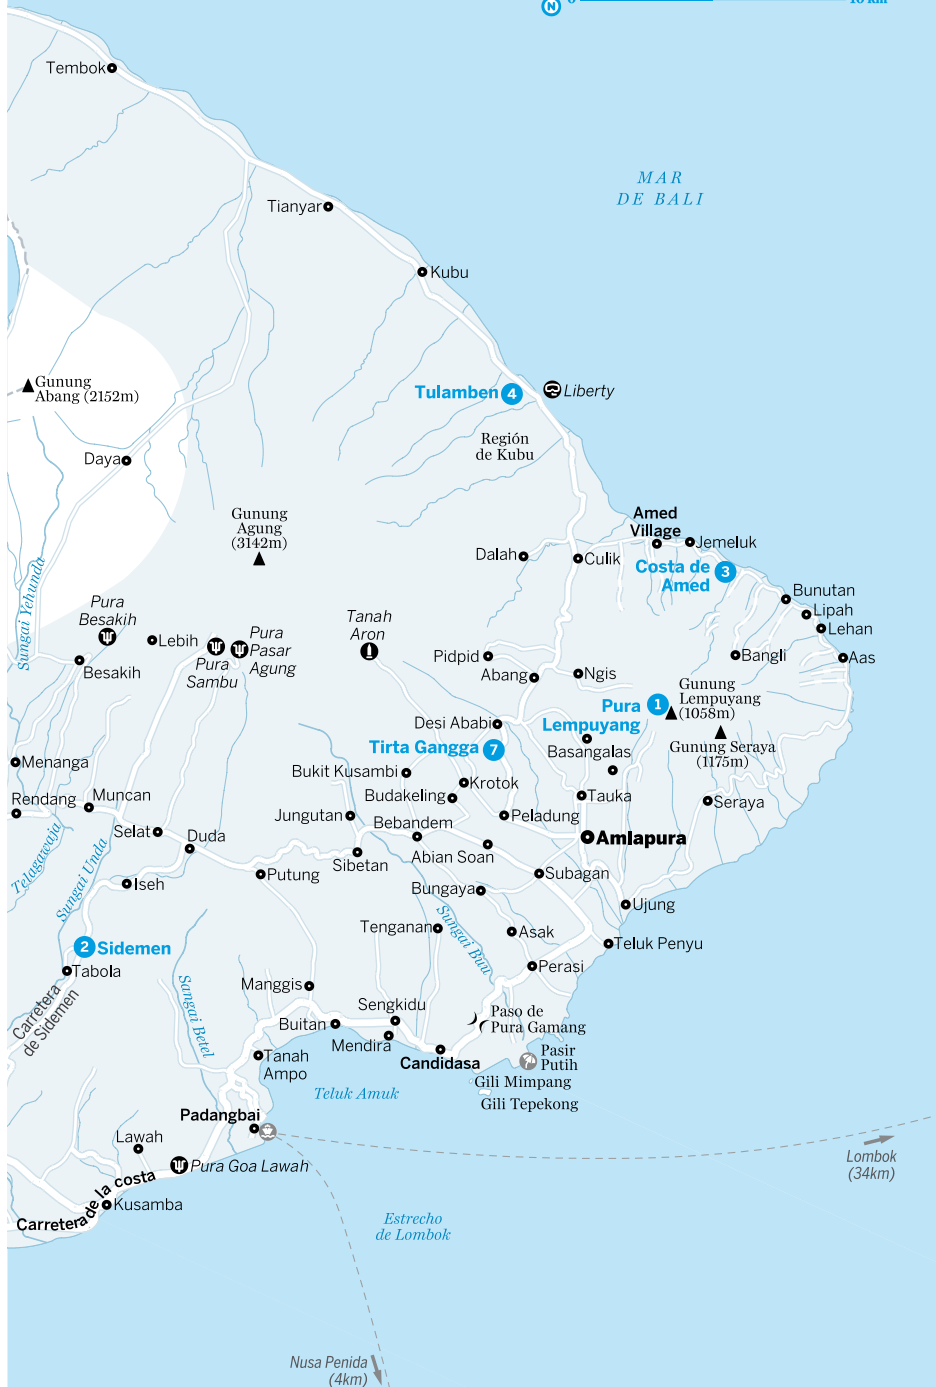 N
0
10 km
Tembok
MAR
DE BALI
Tianyar
Kubu
Gunung
Abang (2152m)
Tulamben 4
Liberty
Región
de Kubu
Daya
Gunung
Agung
(3142m)
Amed
Village
Jemeluk
Dalah
Culik
Costa de
Amed
3
Sungai Yehunda
Pura
Besakih
Bunutan
Lipah
Lehan
Lebih
Pura
Pasar
Agung
Pura
Sambu
Tanah
Aron
Besakih
Pidpid
Abang
Ngis
Bangli
Aas
Gunung
Lempuyang
(1058m)
Pura
Lempuyang
1
Desi Ababi
Tirta Gangga 7
Basangalas
Gunung Seraya
(1175m)
Menanga
Bukit Kusambi
Krotok
Budakeling
Tauka
Seraya
Rendang
Muncan
Jungutan
Bebandem
Peladung
Selat
Duda
Amlapura
Telagawaja
Sungai Unda
Sibetan
Abian Soan
Iseh
Putung
Subagan
Bungaya
Ujung
Sungai Buu
Tenganan
Asak
Teluk Penyu
2 Sidemen
Tabola
Perasi
Carretera
de Sidemen
Sangai Betel
Manggis
Sengkidu
Paso de
Pura Gamang
Buitan
Mendira
Candidasa
Pasir
Putih
Tanah
Ampo
Gili Mimpang
Teluk Amuk
Gili Tepekong
Padangbai
Lawah
Pura Goa Lawah
Lombok
(34km)
Carretera de la costa
Kusamba
Estrecho
de Lombok
Nusa Penida
(4km)